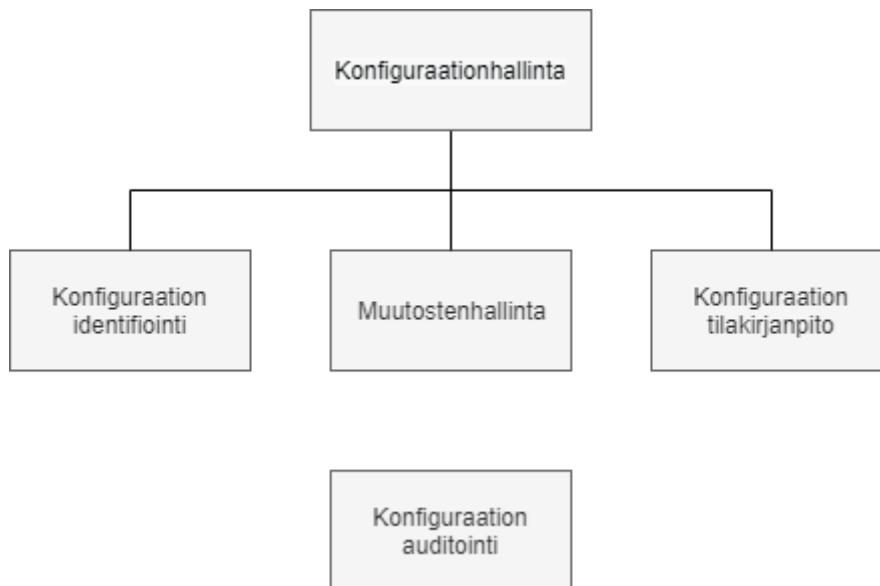 Konfiguraationhallinta
Konfiguraation
identifiointi
Muutostenhallinta
Konfiguraation
tilakirjanpito
Konfiguraation
auditointi